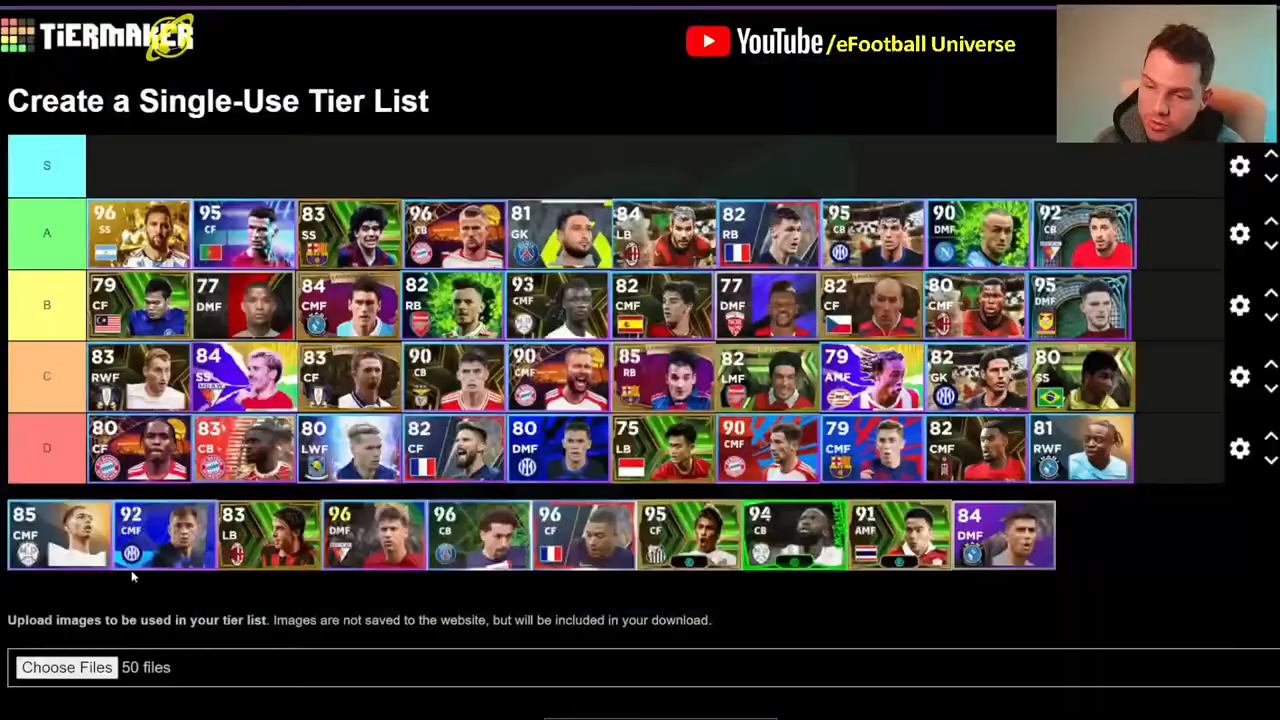 TiERMAKER
YouTube /eFootball Universe
Create a Single-Use Tier List
S
A
96 SS
95 CF
83 SS
96 CB
81 GK
84 LB
82 RB
95 CB
90 DMF
92 CB
B
79 CF
77 DMF
84 CMF
82 RB
93 CMF
82 CMF
77 DMF
82 CF
80 CMF
95 DMF
C
83 RWF
84 SS
83 CF
90 CB
90 CMF
85 RB
82 LMF
79 AMF
82 GK
80 SS
D
80 CF
83 CB
80 LWF
82 CF
80 DMF
75 LB
90 CMF
79 CMF
82 CMF
81 RWF
85 CMF
92 CMF
83 LB
96 DMF
96 CB
96 CF
95 CF
94 CB
91 AMF
84 DMF
Upload images to be used in your tier list. Images are not saved to the website, but will be included in your download.
Choose Files 50 files